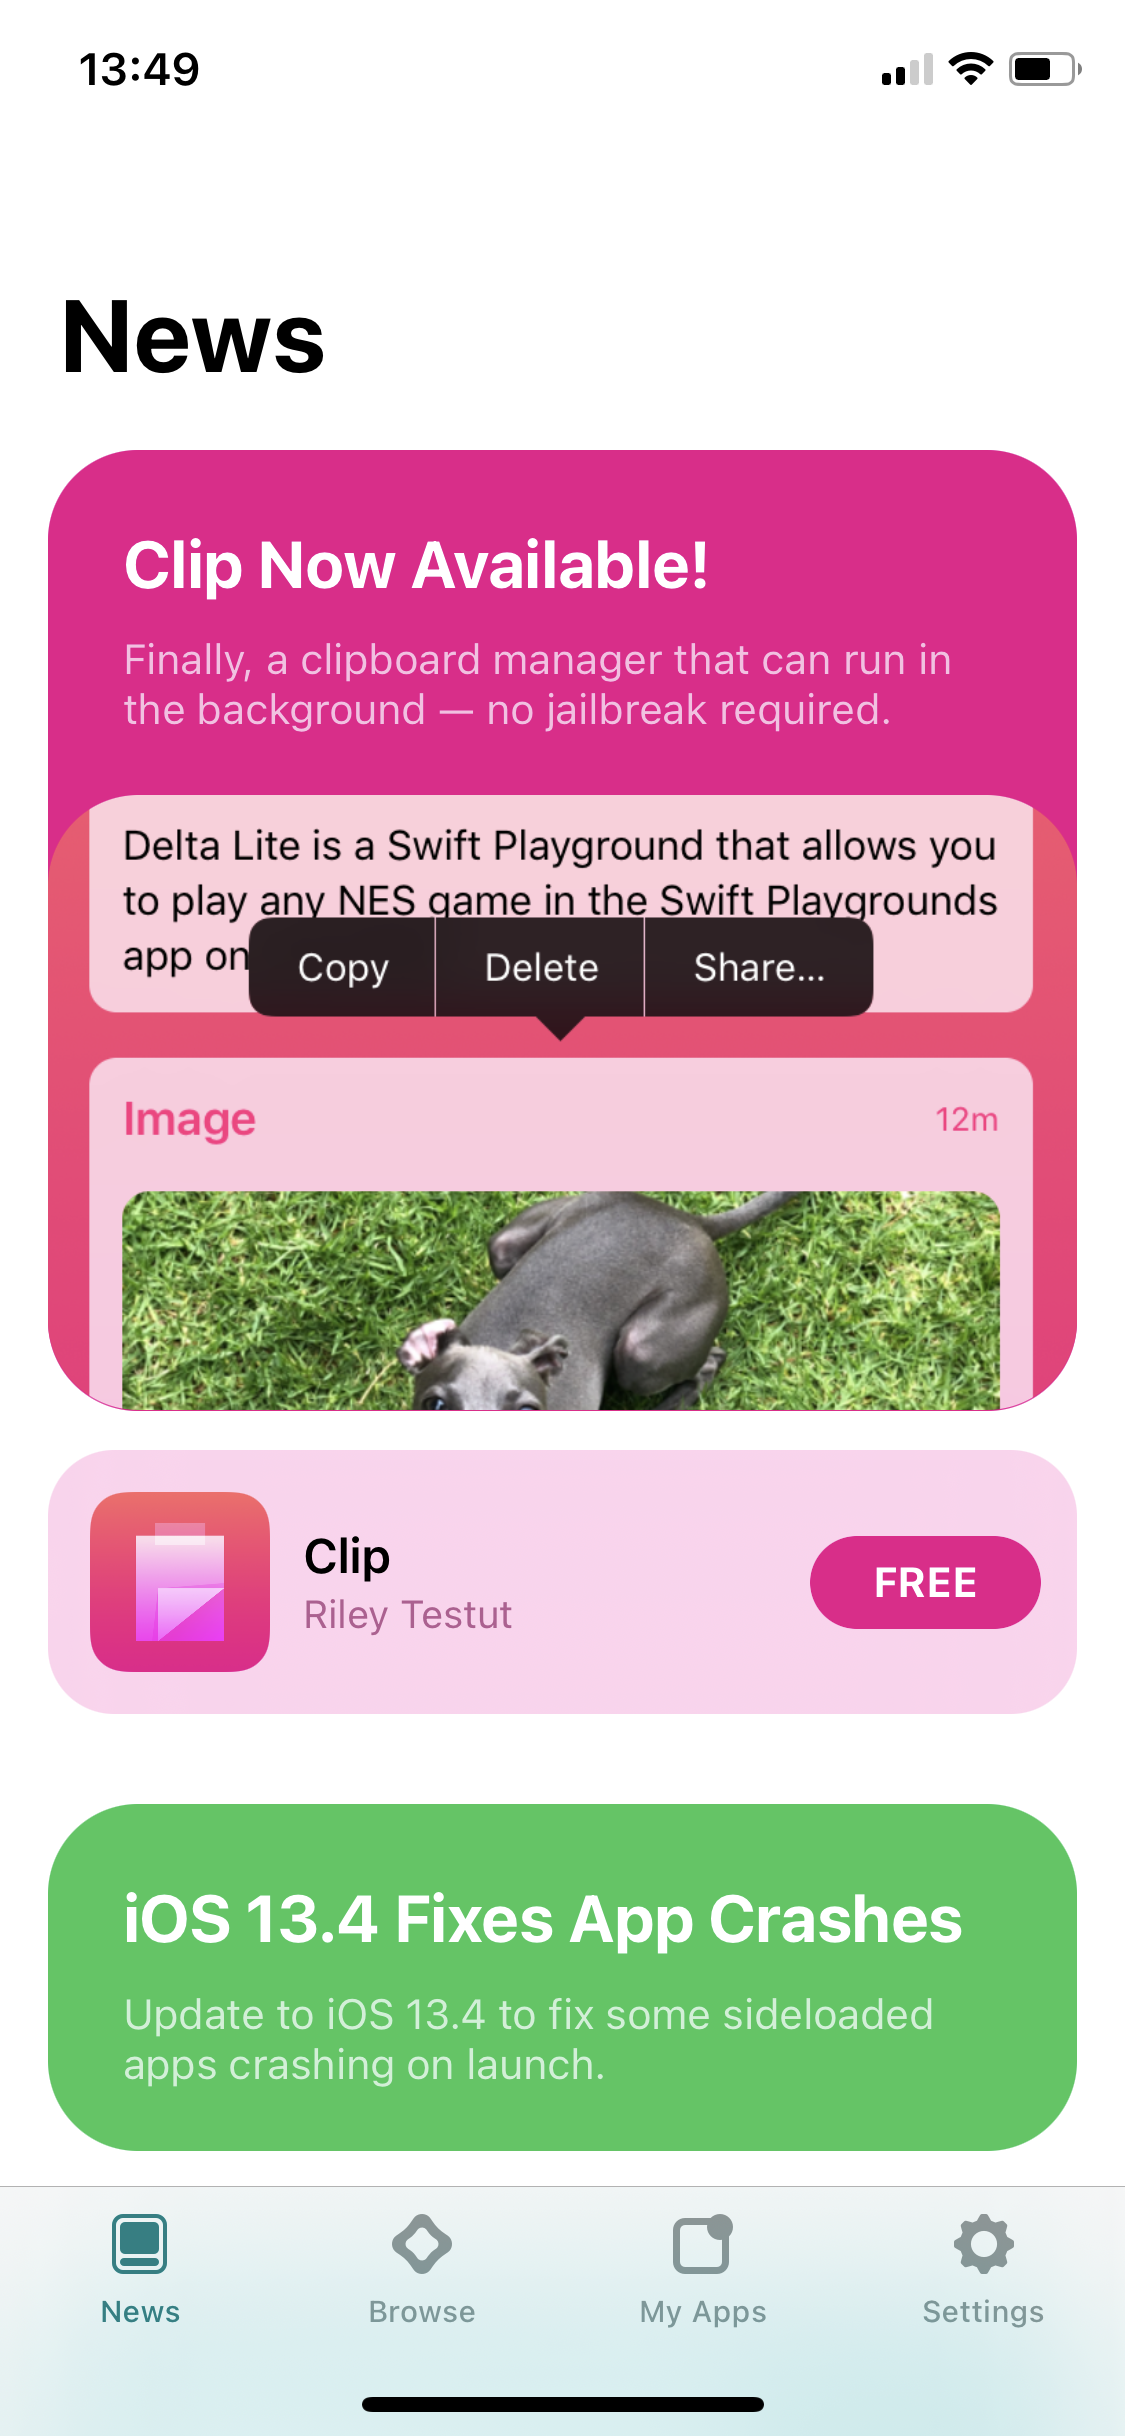 13:49
News
Clip Now Available!
Finally, a clipboard manager that can run in
the background — no jailbreak required.
Delta Lite is a Swift Playground that allows you
to play any NES game in the Swift Playgrounds
app on
Copy
Delete
Share...
Image
12m
Clip
Riley Testut
FREE
iOS 13.4 Fixes App Crashes
Update to iOS 13.4 to fix some sideloaded
apps crashing on launch.
News
Browse
My Apps
Settings